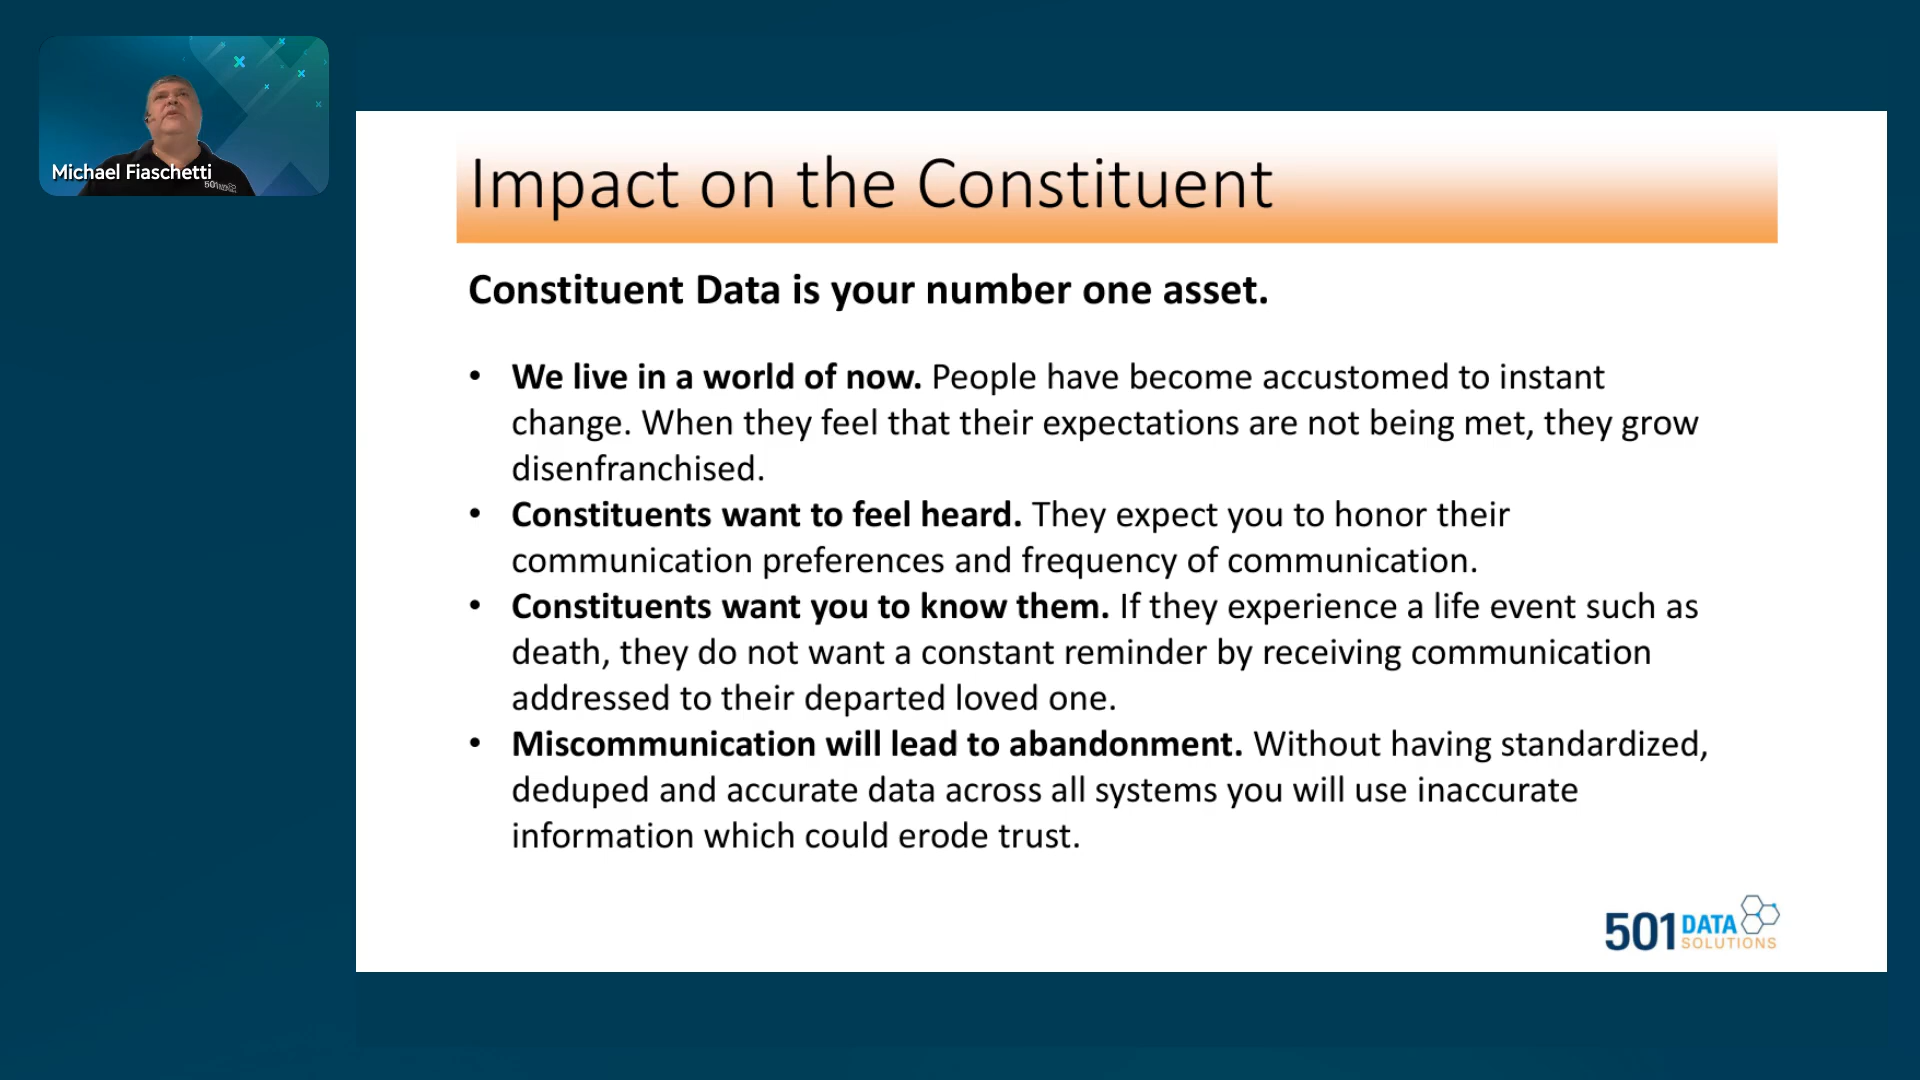 Michael Fiaschetti
501
Impact on the Constituent
Constituent Data is your number one asset.
• We live in a world of now. People have become accustomed to instant
change. When they feel that their expectations are not being met, they grow
disenfranchised.
• Constituents want to feel heard. They expect you to honor their
communication preferences and frequency of communication.
• Constituents want you to know them. If they experience a life event such as
death, they do not want a constant reminder by receiving communication
addressed to their departed loved one.
• Miscommunication will lead to abandonment. Without having standardized,
deduped and accurate data across all systems you will use inaccurate
information which could erode trust.
501 DATA
SOLUTIONS